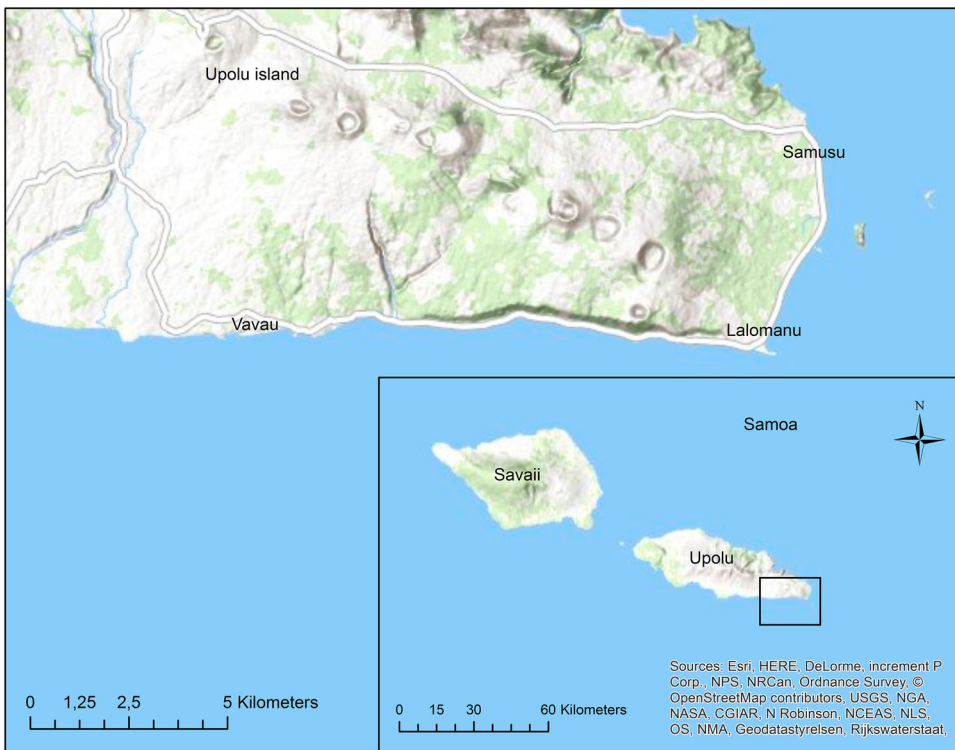 Upolu island
Samusu
Vavau
Lalomanu
N
Samoa
Savaii
Upolu
0 1,25 2,5 5 Kilometers
0 15 30 60 Kilometers
Sources: Esri, HERE, DeLorme, increment P
Corp., NPS, NRCan, Ordnance Survey, ©
OpenStreetMap contributors, USGS, NGA,
NASA, CGIAR, N Robinson, NCEAS, NLS,
OS, NMA, Geodatastyrelsen, Rijkswaterstaat,